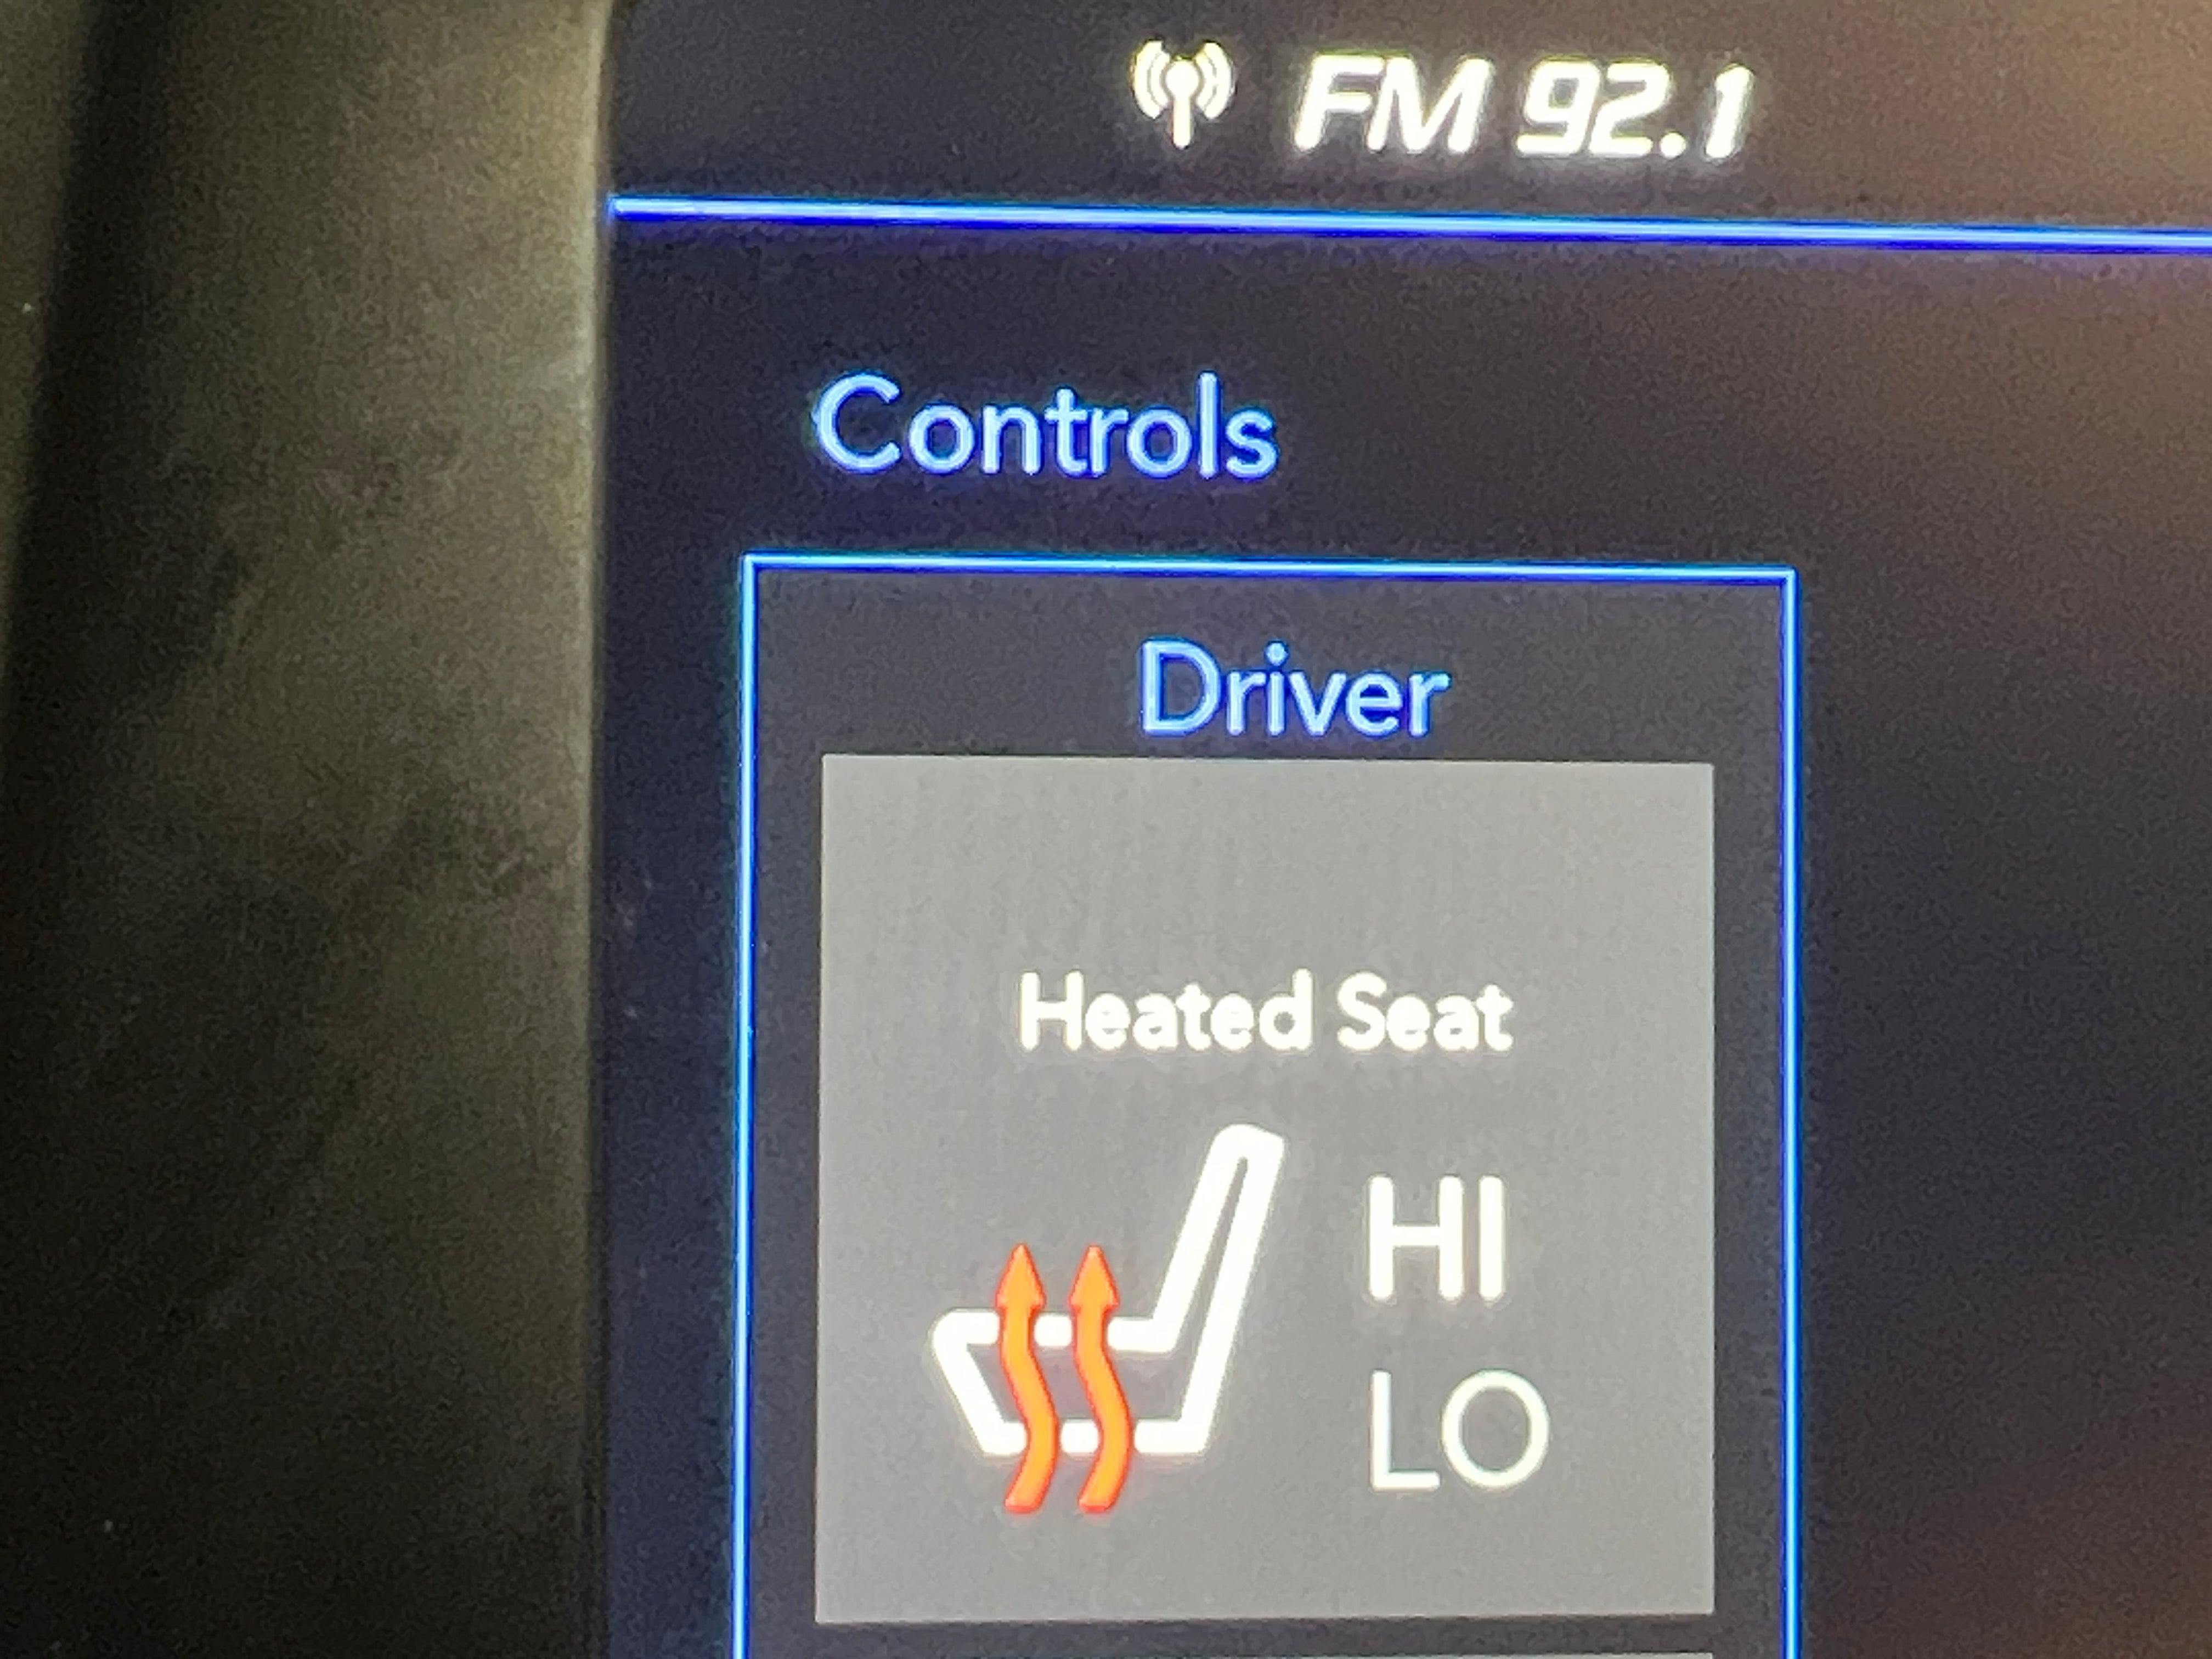 FM 92.1
Controls
Driver
Heated Seat
HI
LO